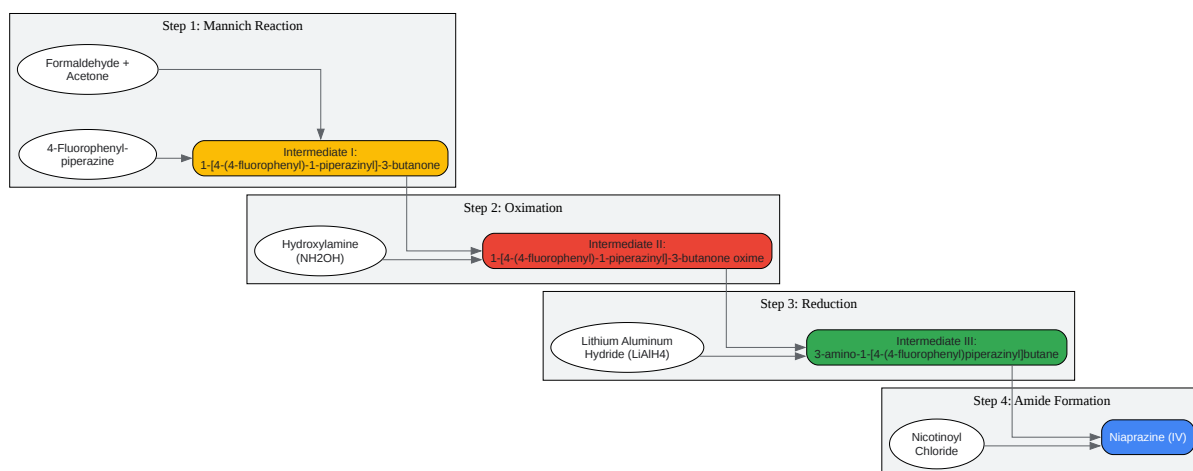 Step 1: Mannich Reaction
Formaldehyde +
Acetone
4-Fluorophenyl-
piperazine
Intermediate I:
1-[4-(4-fluorophenyl)-1-piperazinyl]-3-butanone
Step 2: Oximation
Hydroxylamine
(NH2OH)
Intermediate II:
1-[4-(4-fluorophenyl)-1-piperazinyl]-3-butanone oxime
Step 3: Reduction
Lithium Aluminum
Hydride (LiAlH4)
Intermediate III:
3-amino-1-[4-(4-fluorophenyl)piperazinyl]butane
Step 4: Amide Formation
Nicotinoyl
Chloride
Niaprazine (IV)